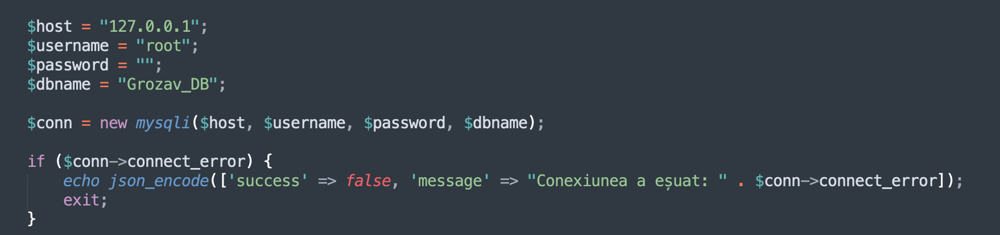 $host = "127.0.0.1";
$username = "root";
$password = "";
$dbname = "Grozav_DB";
$conn = new mysqli($host, $username, $password, $dbname);
if ($conn->connect_error) {
echo json_encode(['success' => false, 'message' => "Conexiunea a eșuat: " . $conn->connect_error]);
exit;
}